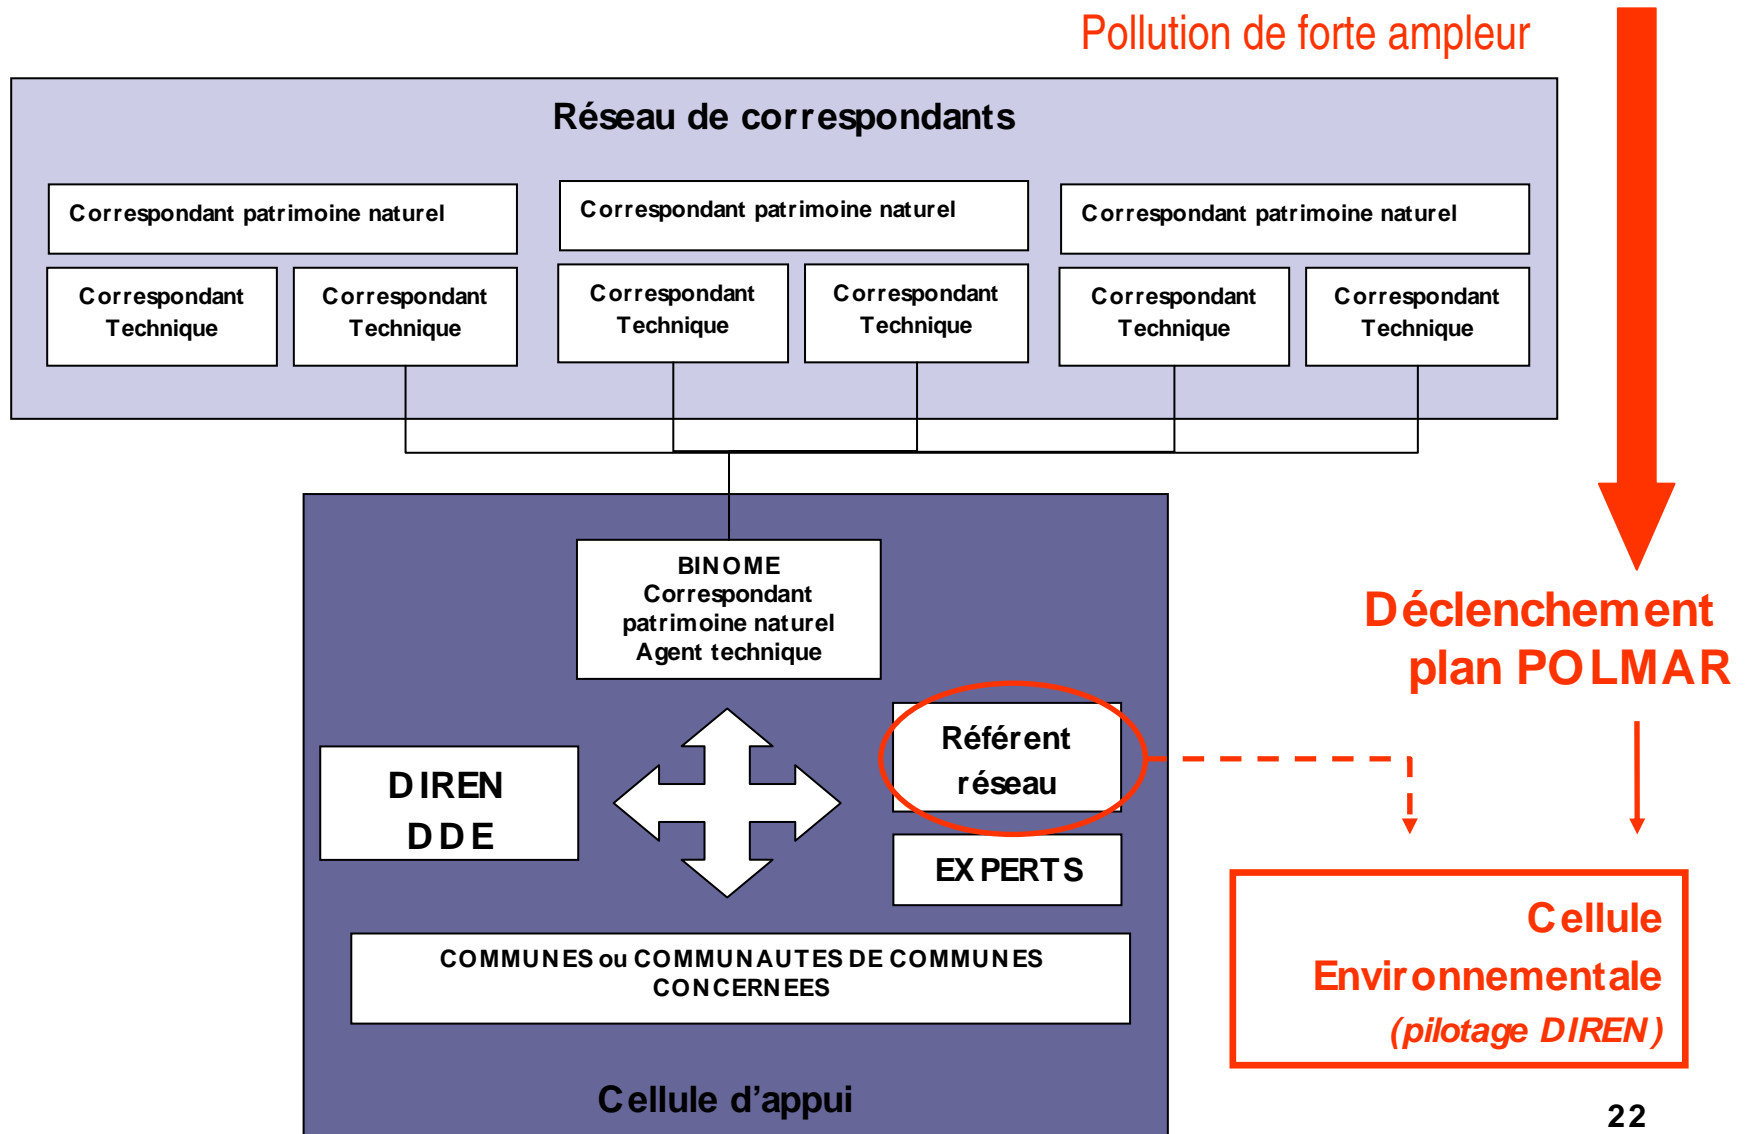 Pollution de forte ampleur
Réseau de correspondants
Correspondant patrimoine naturel
Correspondant patrimoine naturel
Correspondant patrimoine naturel
Correspondant
Technique
Correspondant
Technique
Correspondant
Technique
Correspondant
Technique
Correspondant
Technique
Correspondant
Technique
BINOME
Correspondant
patrimoine naturel
Agent technique
Déclenchement
plan POLMAR
Référent
réseau
DIREN
DDE
EXPERTS
COMMUNES ou COMMUNAUTES DE COMMUNES
CONCERNEES
Cellule
Environnementale
(pilotage DIREN)
Cellule d’appui
22